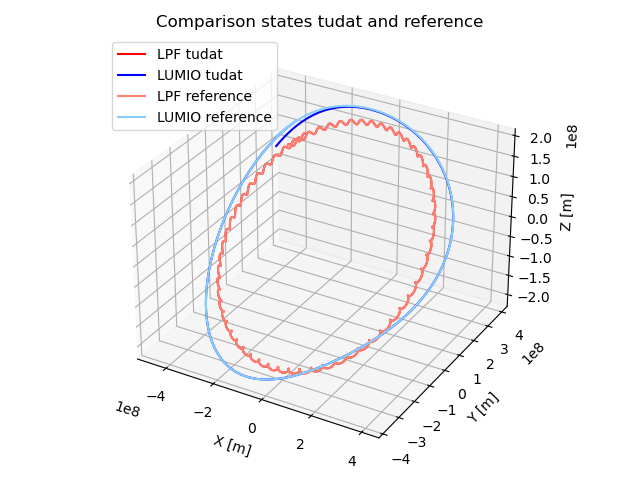 Comparison states tudat and reference
LPF tudat
LUMIO tudat
LPF reference
LUMIO reference
1e8
2.0
1.5
1.0
0.5
0.0
−0.5
−1.0
−1.5
−2.0
Z [m]
4
3
2
1
0
−1
−2
−3
−4
1e8
Y [m]
−4
−2
0
2
4
1e8
X [m]